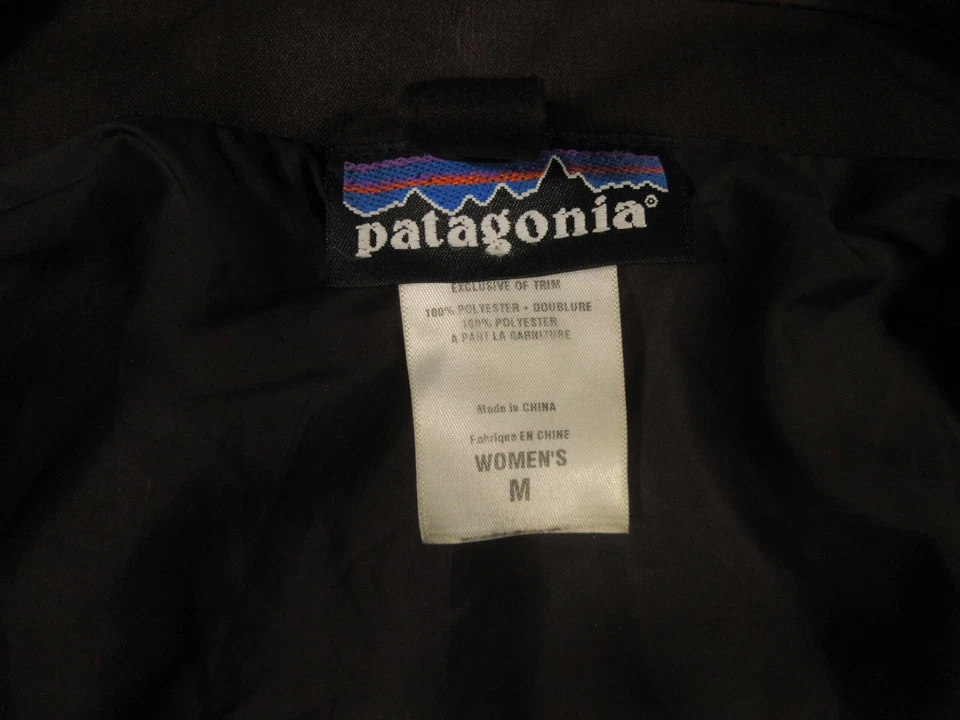 patagonia®
EXCLUSIVE OF TRIM
100% POLYESTER • DOUBLURE
100% POLYESTER
A PART LA GARNITURE
Made in CHINA
Fabrique EN CHINE
WOMEN'S
M